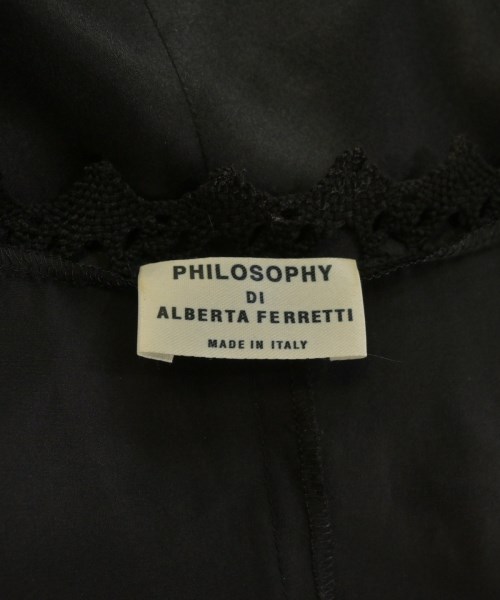 PHILOSOPHY
DI
ALBERTA FERRETTI
MADE IN ITALY